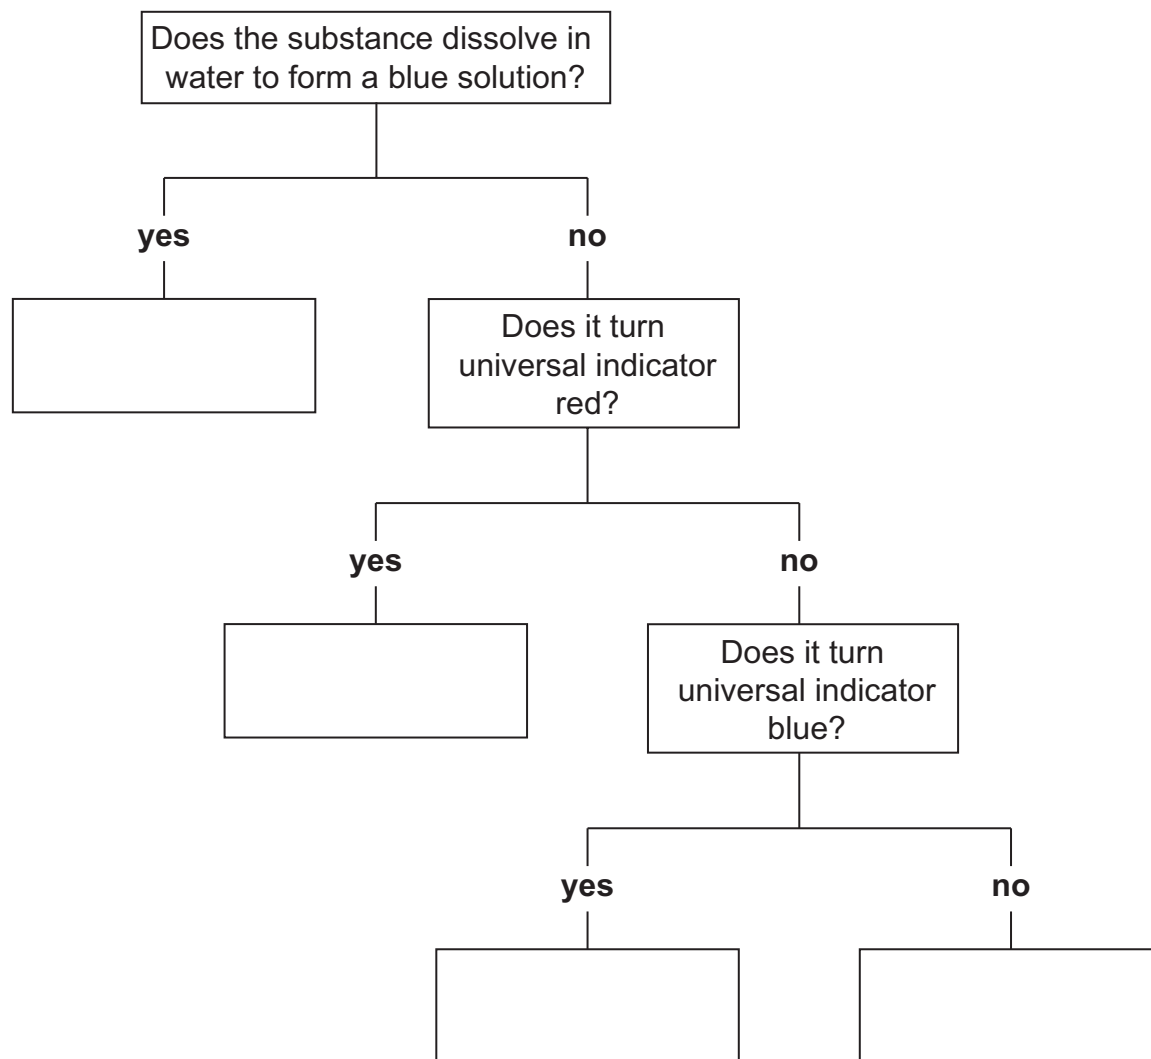 Does the substance dissolve in
water to form a blue solution?
yes
no
Does it turn
universal indicator
red?
yes
no
Does it turn
universal indicator
blue?
yes
no